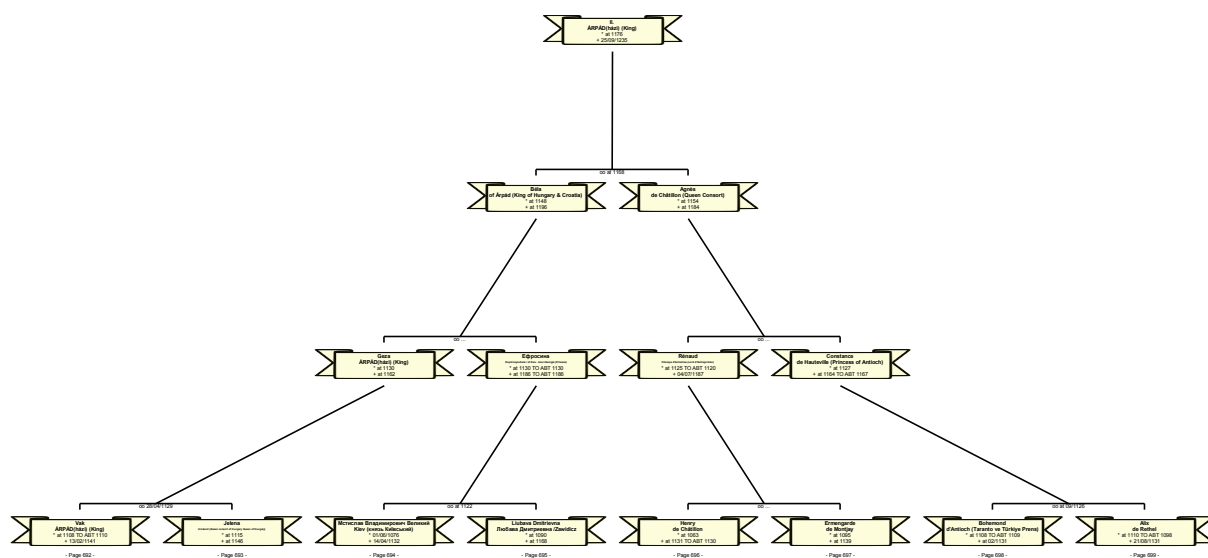 II.
ÁRPÁD(házi) (King)
* at 1176
+ 25/09/1235
oo at 1168
Béla
of Árpád (King of Hungary & Croatia)
* at 1148
+ at 1196
Agnès
de Châtillon (Queen Consort)
* at 1154
+ at 1184
oo ...
oo ...
Geza
ÁRPÁD(házi) (King)
* at 1130
+ at 1162
Ефросина
* at 1130 TO ABT 1130
+ at 1186 TO ABT 1186
Rénaud
* at 1125 TO ABT 1120
+ 04/07/1187
Constance
de Hauteville (Princess of Antioch)
* at 1127
+ at 1164 TO ABT 1167
oo 28/04/1129
oo at 1122
oo ...
oo at 09/1126
Vak
ÁRPÁD(házi) (King)
* at 1108 TO ABT 1110
+ 13/02/1141
Jelena
* at 1115
+ at 1146
Мстислав Владимирович Великий
Kiev (князь Київський)
* 01/06/1076
+ 14/04/1132
Liubava Dmitrievna
Любава Дмитриевна /Zawidicz
* at 1090
+ at 1168
Henry
de Châtillon
* at 1063
+ at 1131 TO ABT 1130
Ermengarde
de Montjay
* at 1095
+ at 1139
Bohemond
d'Antioch (Taranto ve Türkiye Prens)
* at 1108 TO ABT 1109
+ at 02/1131
Alix
de Rethel
* at 1110 TO ABT 1098
+ 21/08/1131
- Page 692 -
- Page 693 -
- Page 694 -
- Page 695 -
- Page 696 -
- Page 697 -
- Page 698 -
- Page 699 -